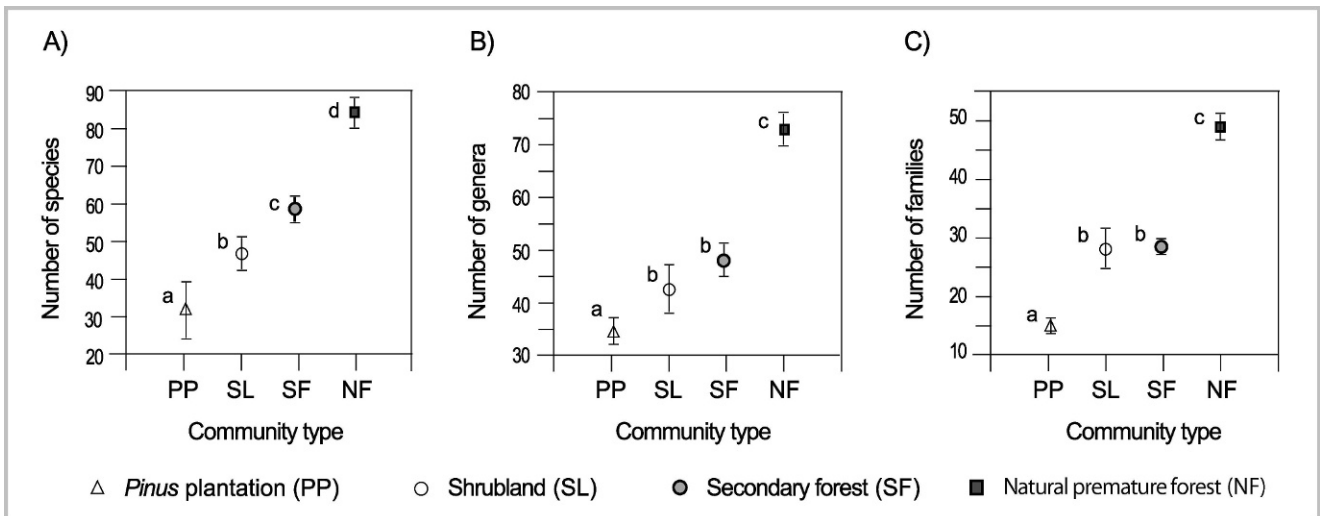 A)
Number of species
90
80
70
60
50
40
30
20
a
b
c
d
PP SL SF NF
Community type
B)
Number of genera
80
70
60
50
40
30
a
b
b
c
PP SL SF NF
Community type
C)
Number of families
50
40
30
20
10
a
b
b
c
PP SL SF NF
Community type
Pinus plantation (PP) Shrubland (SL) Secondary forest (SF) Natural premature forest (NF)